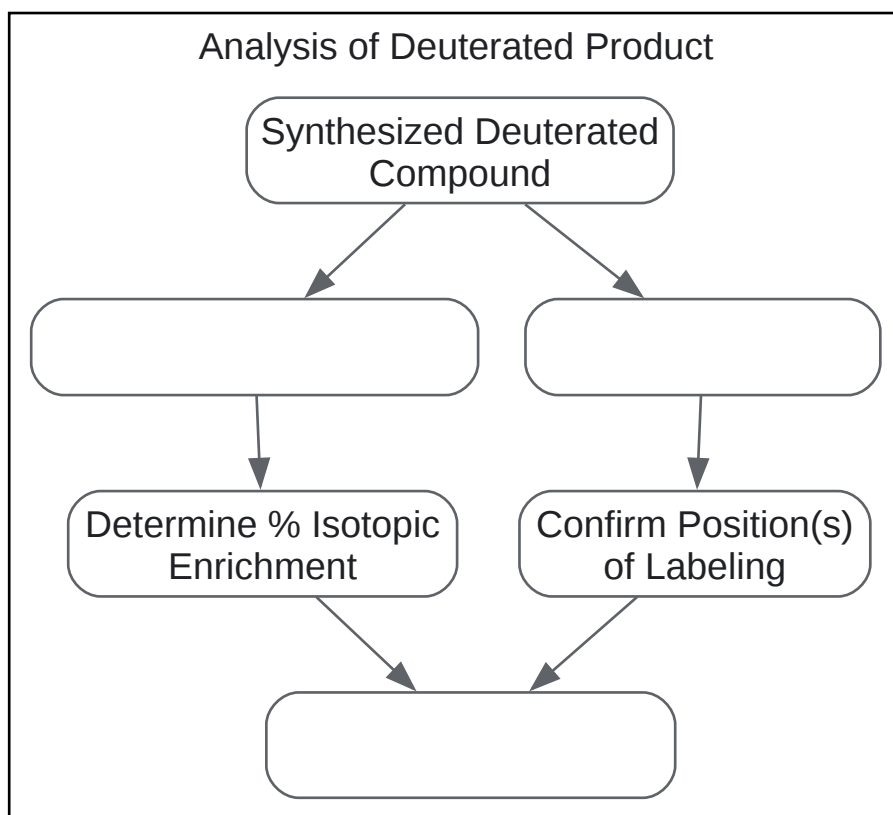 Analysis of Deuterated Product
Synthesized Deuterated
Compound
Determine % Isotopic
Enrichment
Confirm Position(s)
of Labeling